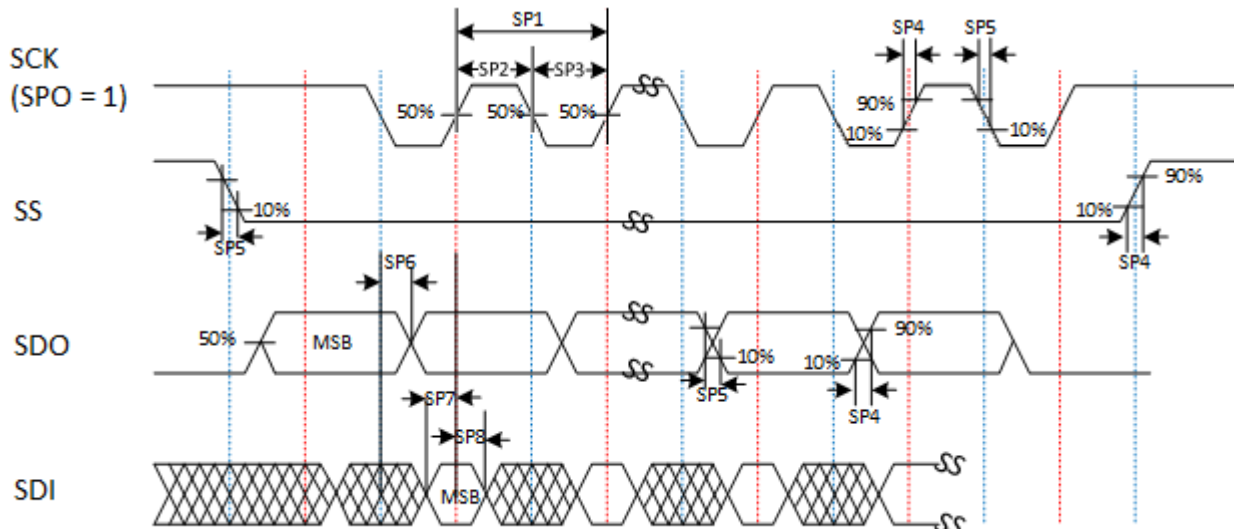 SP1
SP4
SP5
SCK
(SPO = 1)
SP2
SP3
50%
50%
50%
90%
10%
10%
SS
10%
SP5
90%
10%
SP4
SP6
SDO
50%
MSB
10%
SP5
90%
10%
SP4
SP7
SP8
SDI
MSB